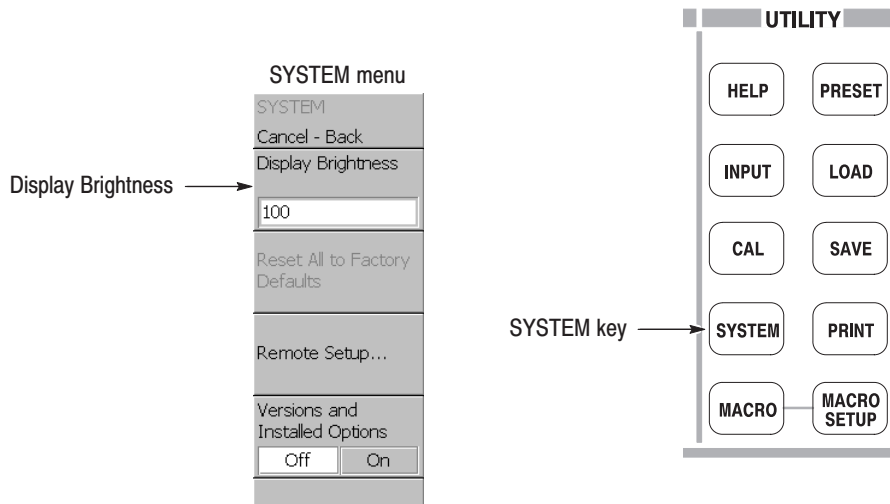 SYSTEM menu
SYSTEM
Cancel - Back
Display Brightness
Display Brightness
100
Reset All to Factory
Defaults
Remote Setup...
Versions and
Installed Options
Off On
UTILITY
HELP PRESET
INPUT LOAD
CAL SAVE
SYSTEM key
SYSTEM PRINT
MACRO MACRO
SETUP